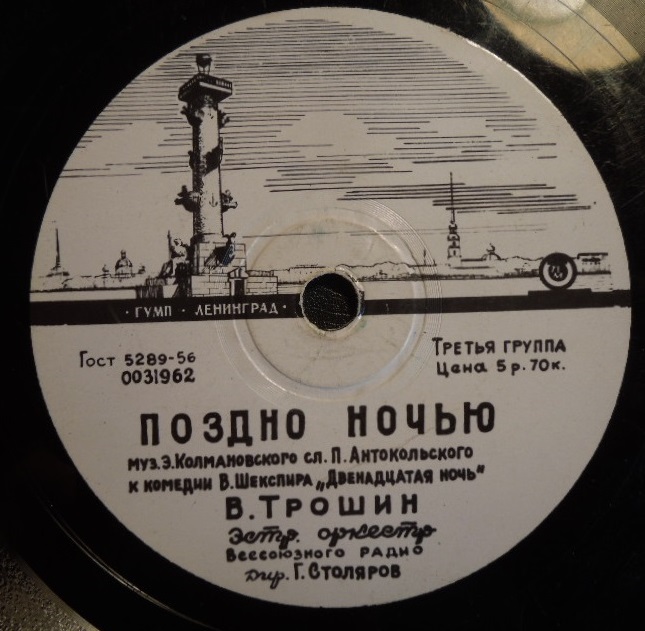 · ГУМП · ЛЕНИНГРАД ·
Гост 5289-56
0031962
ТРЕТЬЯ ГРУППА
Цена 5 р. 70 к.
ПОЗДНО НОЧЬЮ
муз. Э. Колмановского сл. П. Антокольского
к комедии В. Шекспира „Двенадцатая ночь“
В. ТРОШИН
Эстр. оркестр
Всесоюзного Радио
дир. Г. Столяров